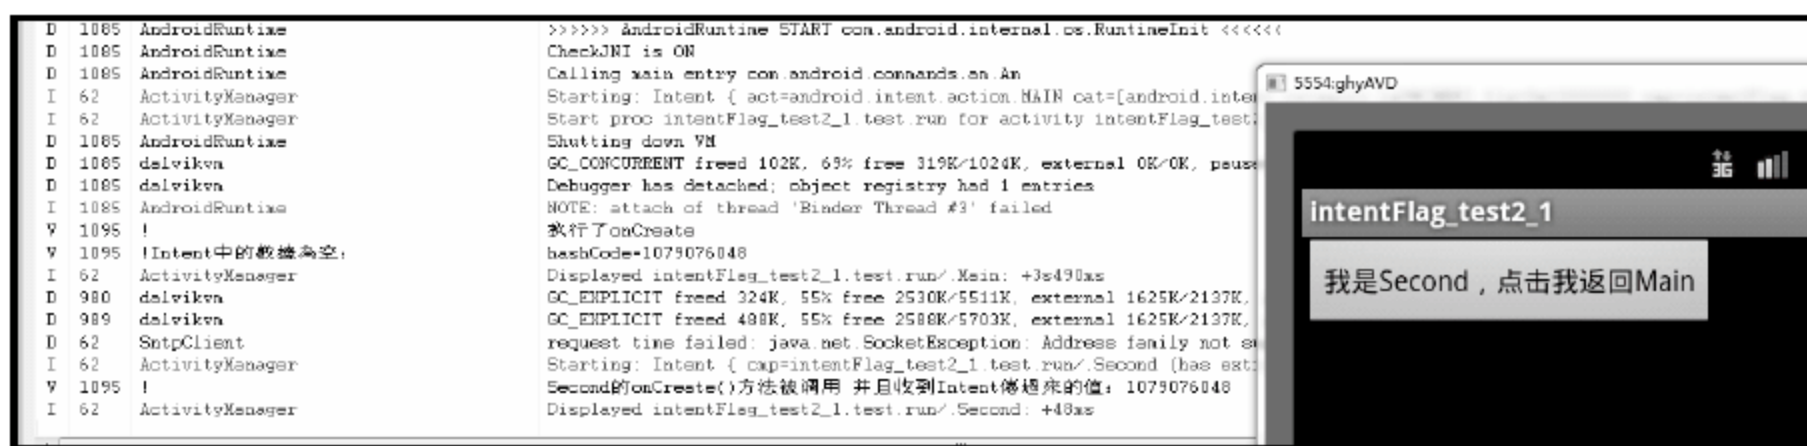 D 1085 AndroidRuntime >>>>>> AndroidRuntime START com.android.internal.os.RuntimeInit <<<<<<
D 1085 AndroidRuntime CheckJNI is ON
D 1085 AndroidRuntime Calling main entry com.android.commands.am.Am
I 62 ActivityManager Starting: Intent { act=android.intent.action.MAIN cat=[android.inte
I 62 ActivityManager Start proc intentFlag_test2_1.test.run for activity intentFlag_test2
D 1085 AndroidRuntime Shutting down VM
D 1085 dalvikvm GC_CONCURRENT freed 102K, 69% free 319K/1024K, external 0K/0K, pause
D 1085 dalvikvm Debugger has detached; object registry had 1 entries
I 1085 AndroidRuntime NOTE: attach of thread 'Binder Thread #3' failed
V 1095 ! 执行了onCreate
V 1095 !Intent中的数据为空: hashCode=1079076048
I 62 ActivityManager Displayed intentFlag_test2_1.test.run/.Main: +3s490ms
D 980 dalvikvm GC_EXPLICIT freed 324K, 55% free 2530K/5511K, external 1625K/2137K,
D 989 dalvikvm GC_EXPLICIT freed 488K, 55% free 2588K/5703K, external 1625K/2137K,
D 62 SntpClient request time failed: java.net.SocketException: Address family not s
I 62 ActivityManager Starting: Intent { cmp=intentFlag_test2_1.test.run/.Second (has ext
V 1095 ! Second的onCreate()方法被调用 并且收到Intent传过来的值: 1079076048
I 62 ActivityManager Displayed intentFlag_test2_1.test.run/.Second: +48ms
5554:ghyAVD
3G
intentFlag_test2_1
我是Second，点击我返回Main